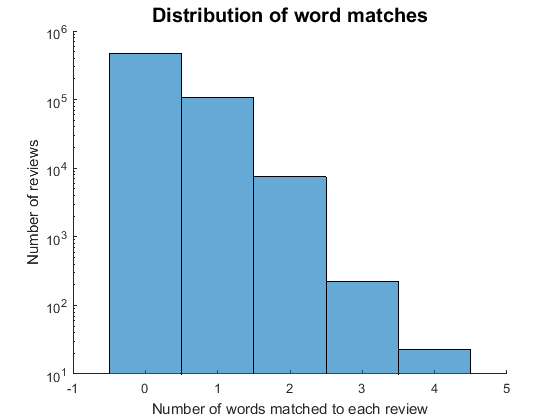 Distribution of word matches
10^6
10^5
10^4
10^3
10^2
10^1
Number of reviews
-1 0 1 2 3 4 5
Number of words matched to each review